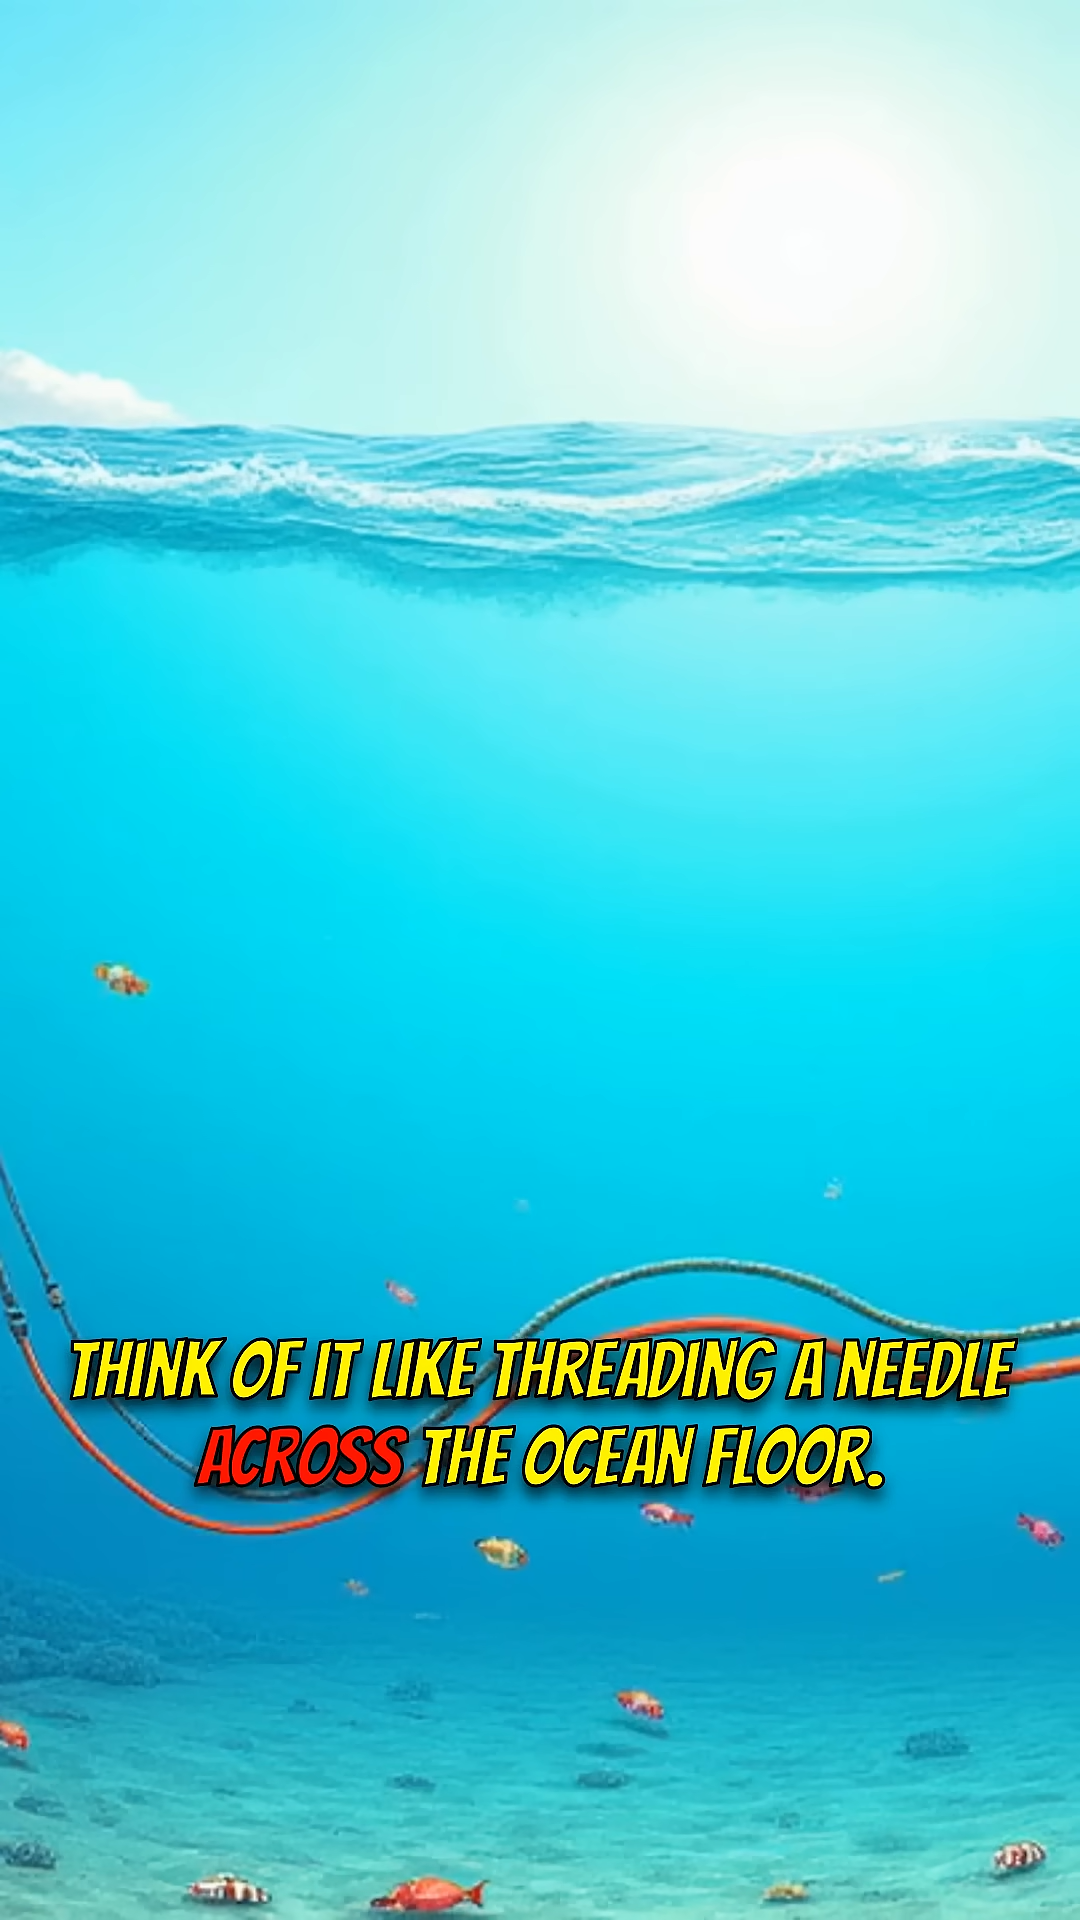 THINK OF IT LIKE THREADING A NEEDLE
ACROSS THE OCEAN FLOOR.